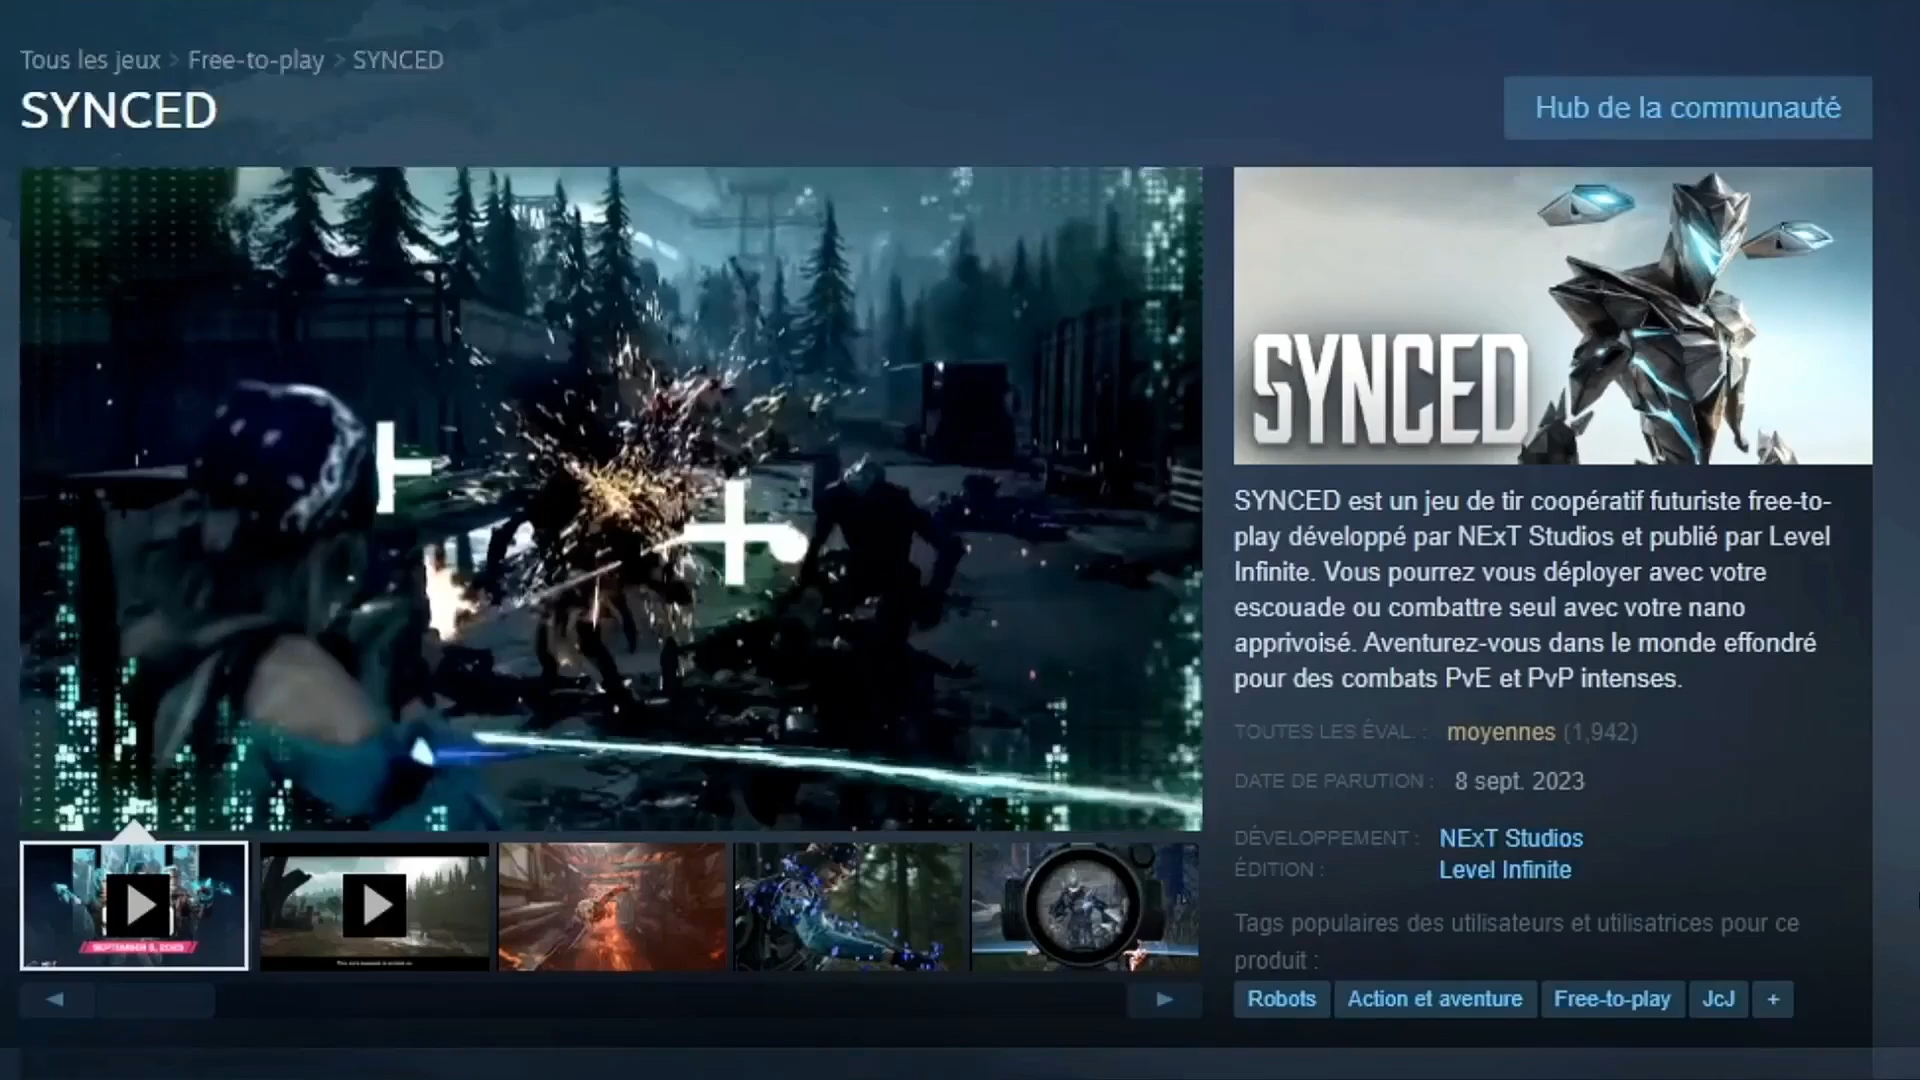 Tous les jeux > Free-to-play > SYNCED
SYNCED
Hub de la communauté
SYNCED
SYNCED est un jeu de tir coopératif futuriste free-to-
play développé par NExT Studios et publié par Level
Infinite. Vous pourrez vous déployer avec votre
escouade ou combattre seul avec votre nano
apprivoisé. Aventurez-vous dans le monde effondré
pour des combats PvE et PvP intenses.
TOUTES LES ÉVAL. : moyennes (1,942)
DATE DE PARUTION : 8 sept. 2023
DÉVELOPPEMENT : NExT Studios
ÉDITION : Level Infinite
Tags populaires des utilisateurs et utilisatrices pour ce
produit :
Robots Action et aventure Free-to-play JcJ +